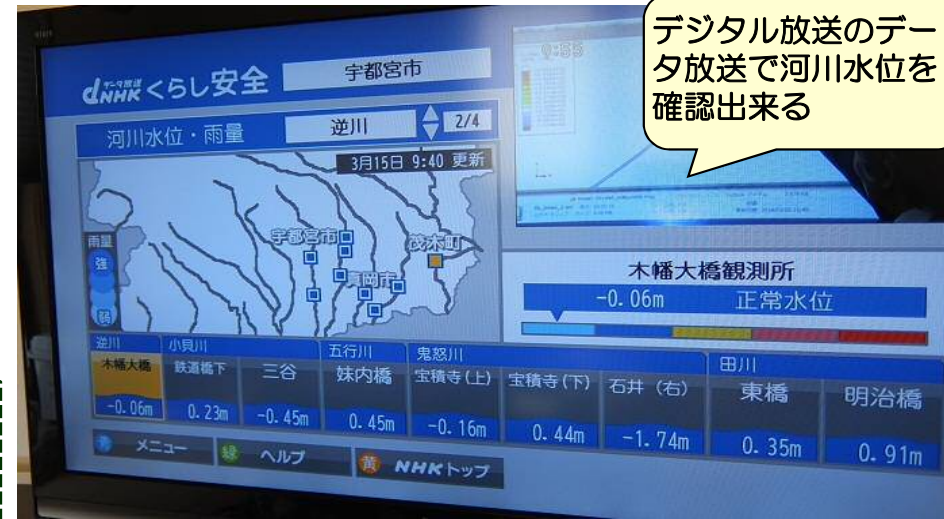 デジタル放送のデー
タ放送で河川水位を
確認出来る
データ放送
dNHK くらし安全 宇都宮市
河川水位・雨量 逆川 2/4
3月15日 9:40 更新
雨量
強
弱
宇都宮市
茂木町
真岡市
木幡大橋観測所
-0.06m 正常水位
逆川 小貝川 五行川 鬼怒川 田川
木幡大橋 鉄道橋下 三谷 妹内橋 宝積寺(上) 宝積寺(下) 石井(右) 東橋 明治橋
-0.06m 0.23m -0.45m 0.45m -0.16m 0.44m -1.74m 0.35m 0.91m
青 メニュー 緑 ヘルプ 黄 NHKトップ